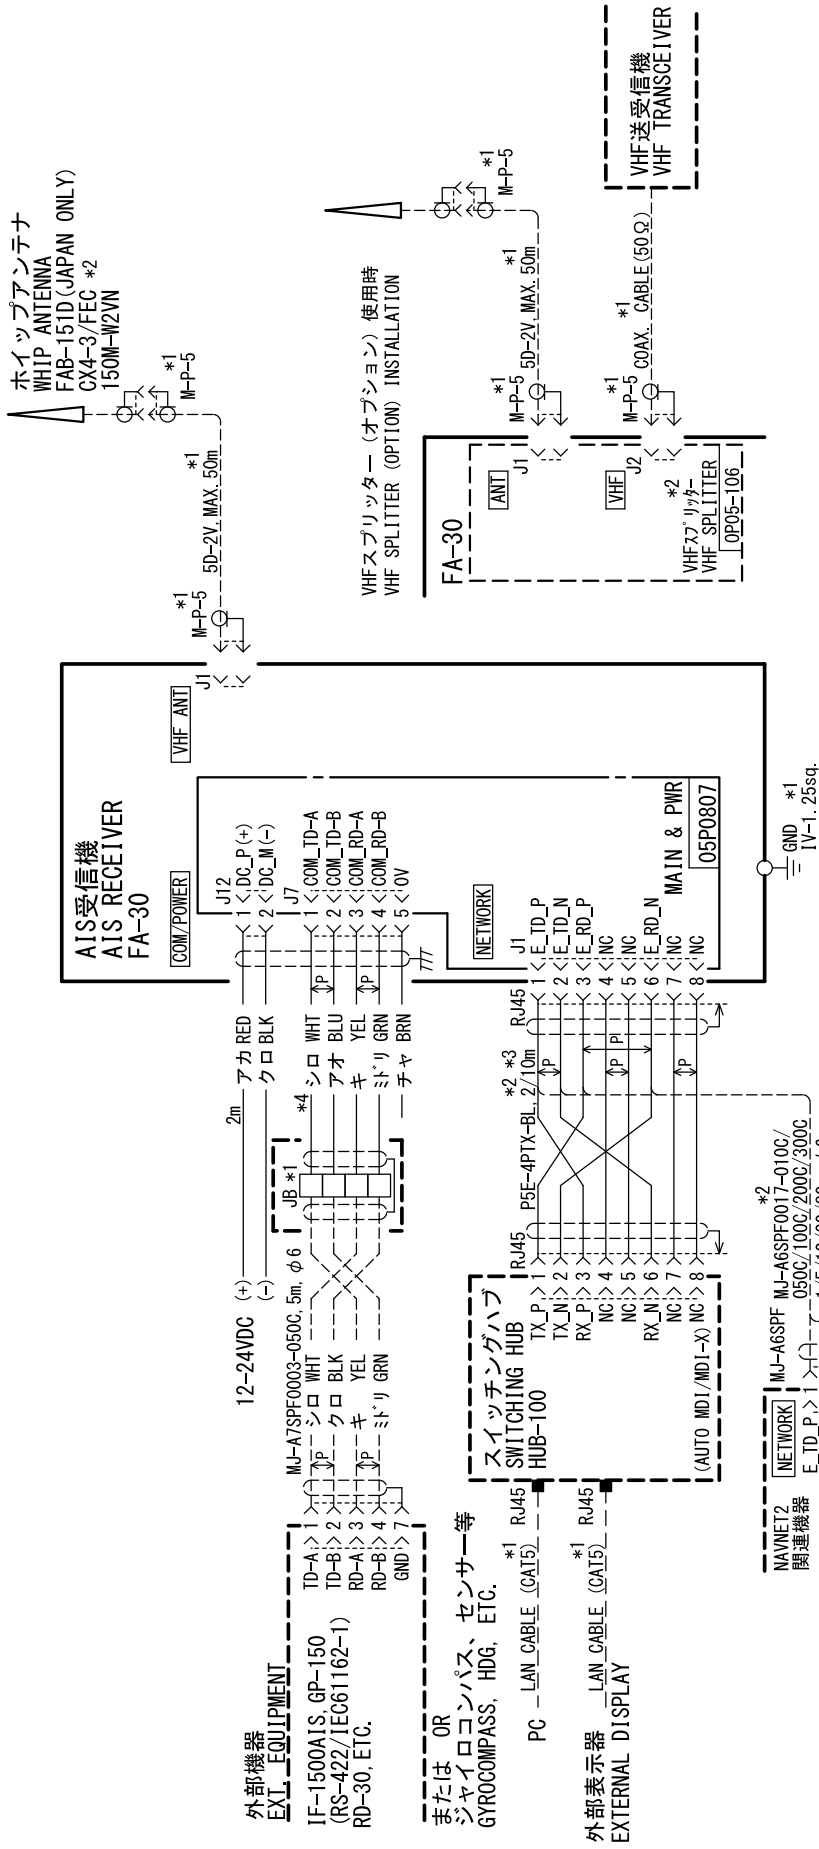 ホイップアンテナ
WHIP ANTENNA
FAB-151D(JAPAN ONLY)
CX4-3/FEC *2
150M-W2VN
*1
M-P-5
*1
5D-2V, MAX. 50m
*1
M-P-5
J1
VHF ANT
AIS受信機
AIS RECEIVER
FA-30
COM/POWER
J12
1 DC_P(+)
2 DC_M(-)
J7
1 COM_TD-A
2 COM_TD-B
3 COM_RD-A
4 COM_RD-B
5 0V
NETWORK
J1
1 E_TD_P
2 E_TD_N
3 E_RD_P
4 NC
5 NC
6 E_RD_N
7 NC
8 NC
MAIN & PWR
05P0807
GND *1
IV-1.25sq.
VHFスプリッター(オプション)使用時
VHF SPLITTER (OPTION) INSTALLATION
FA-30
ANT
J1
VHF
J2
*2
VHFスプリッター
VHF SPLITTER
OP05-106
*1
M-P-5
*1
5D-2V, MAX. 50m
*1
M-P-5
*1
M-P-5
*1
COAX. CABLE(50Ω)
VHF送受信機
VHF TRANSCEIVER
12-24VDC (+)
(-)
2m
アカ RED
クロ BLK
*4
シロ WHT
アオ BLU
キ YEL
ミドリ GRN
チャ BRN
P
P
JB *1
MJ-A7SPF0003-050C, 5m, φ6
シロ WHT
クロ BLK
キ YEL
ミドリ GRN
P
P
外部機器
EXT. EQUIPMENT
TD-A 1
TD-B 2
RD-A 3
RD-B 4
GND 7
IF-1500AIS, GP-150
(RS-422/IEC61162-1)
RD-30, ETC.
または OR
ジャイロコンパス、センサー等
GYROCOMPASS, HDG, ETC.
RJ45
*2 *3
P5E-4PTX-BL, 2/10m
P
P
P
P
RJ45
スイッチングハブ
SWITCHING HUB
HUB-100
TX_P 1
TX_N 2
RX_P 3
NC 4
NC 5
RX_N 6
NC 7
NC 8
(AUTO MDI/MDI-X)
PC
LAN CABLE (CAT5)
*1
RJ45
外部表示器
EXTERNAL DISPLAY
LAN CABLE (CAT5)
*1
RJ45
NAVNET2
関連機器
NETWORK
E_TD_P 1
MJ-A6SPF
*2
MJ-A6SPF0017-010C/
050C/100C/200C/300C